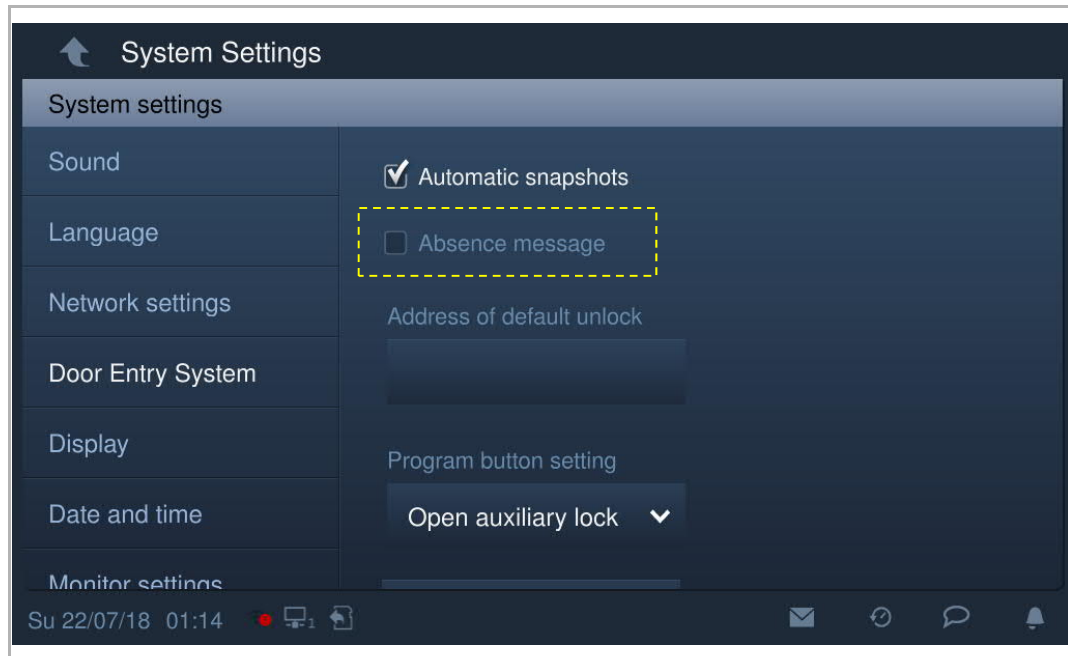 System Settings
System settings
Sound
Language
Network settings
Door Entry System
Display
Date and time
Monitor settings
Automatic snapshots
Absence message
Address of default unlock
Program button setting
Open auxiliary lock
Su 22/07/18 01:14
1